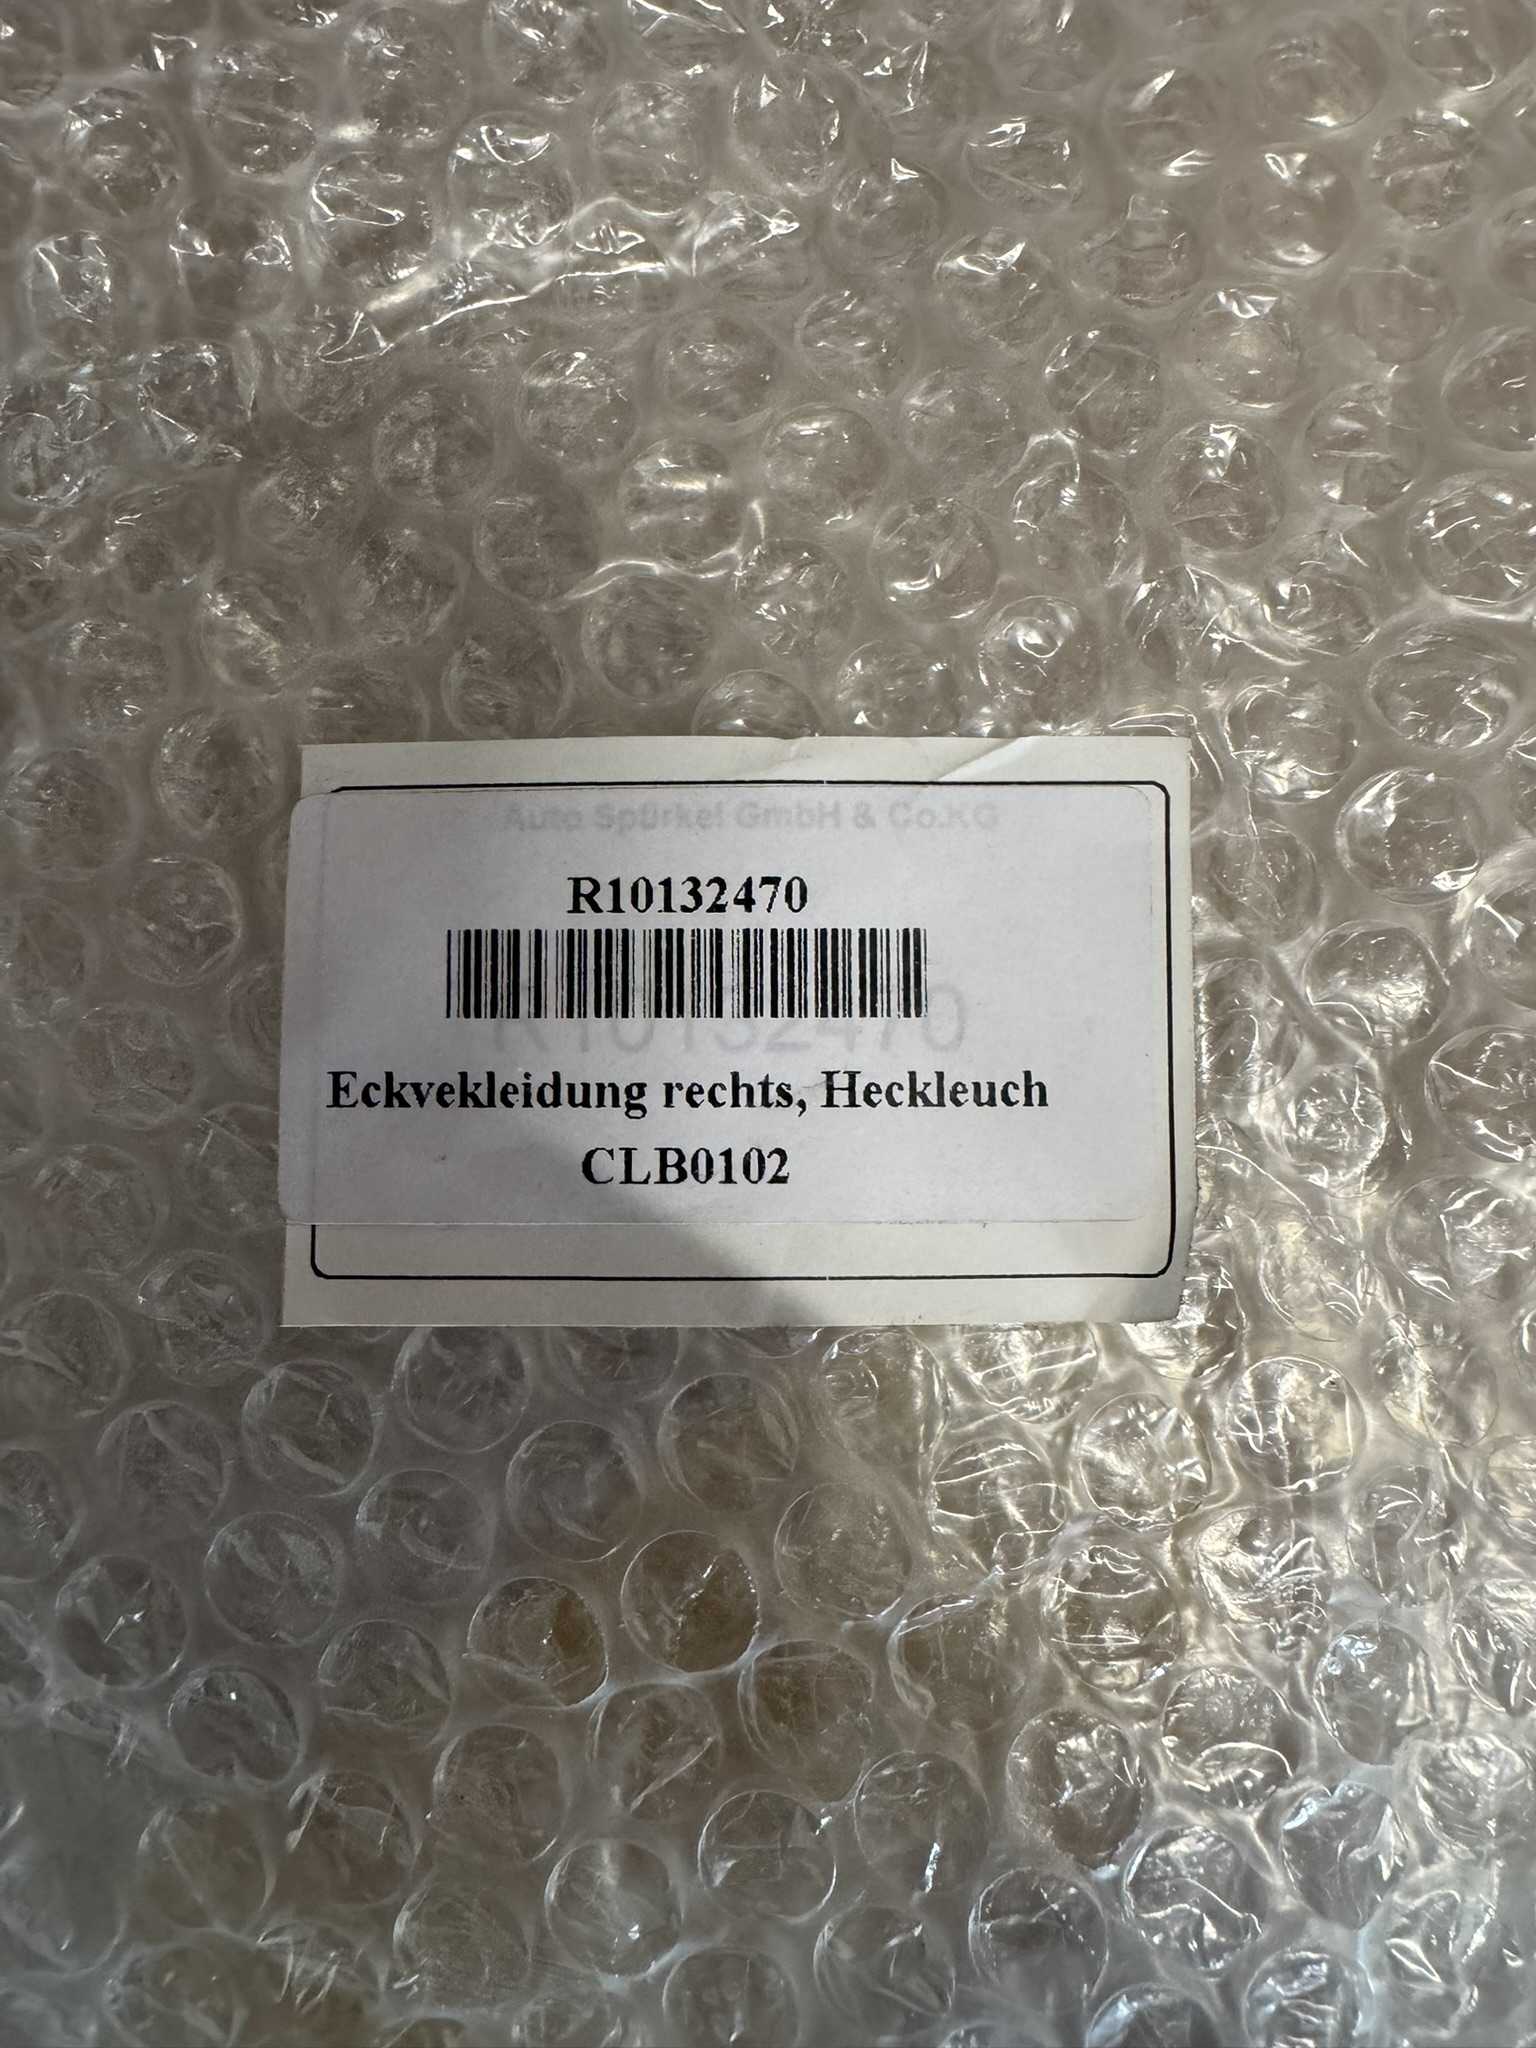 Auto Spürkel GmbH & Co.KG
R10132470
R10132470
Eckvekleidung rechts, Heckleuch
CLB0102